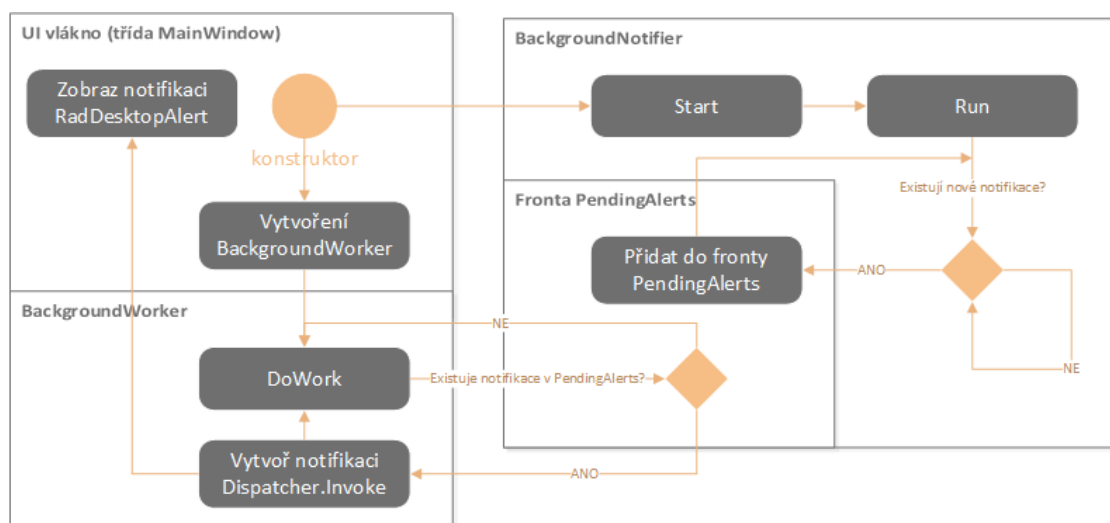 UI vlákno (třída MainWindow)
Zobraz notifikaci
RadDesktopAlert
konstruktor
Vytvoření
BackgroundWorker
BackgroundWorker
DoWork
Vytvoř notifikaci
Dispatcher.Invoke
BackgroundNotifier
Start
Run
Existují nové notifikace?
Fronta PendingAlerts
Přidat do fronty
PendingAlerts
ANO
NE
NE
Existuje notifikace v PendingAlerts?
ANO